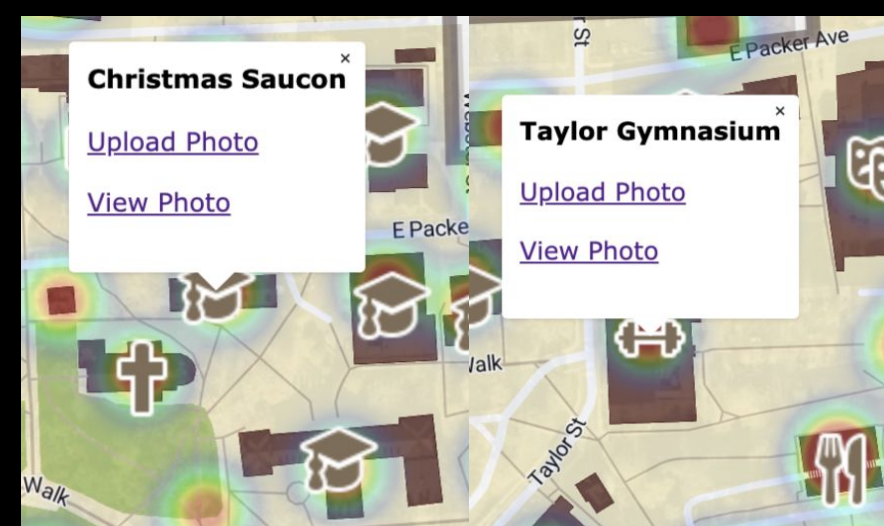 ×
Christmas Saucon
Upload Photo
View Photo
E Packe
Walk
r St
E Packer Ave
×
Taylor Gymnasium
Upload Photo
View Photo
Walk
Taylor St